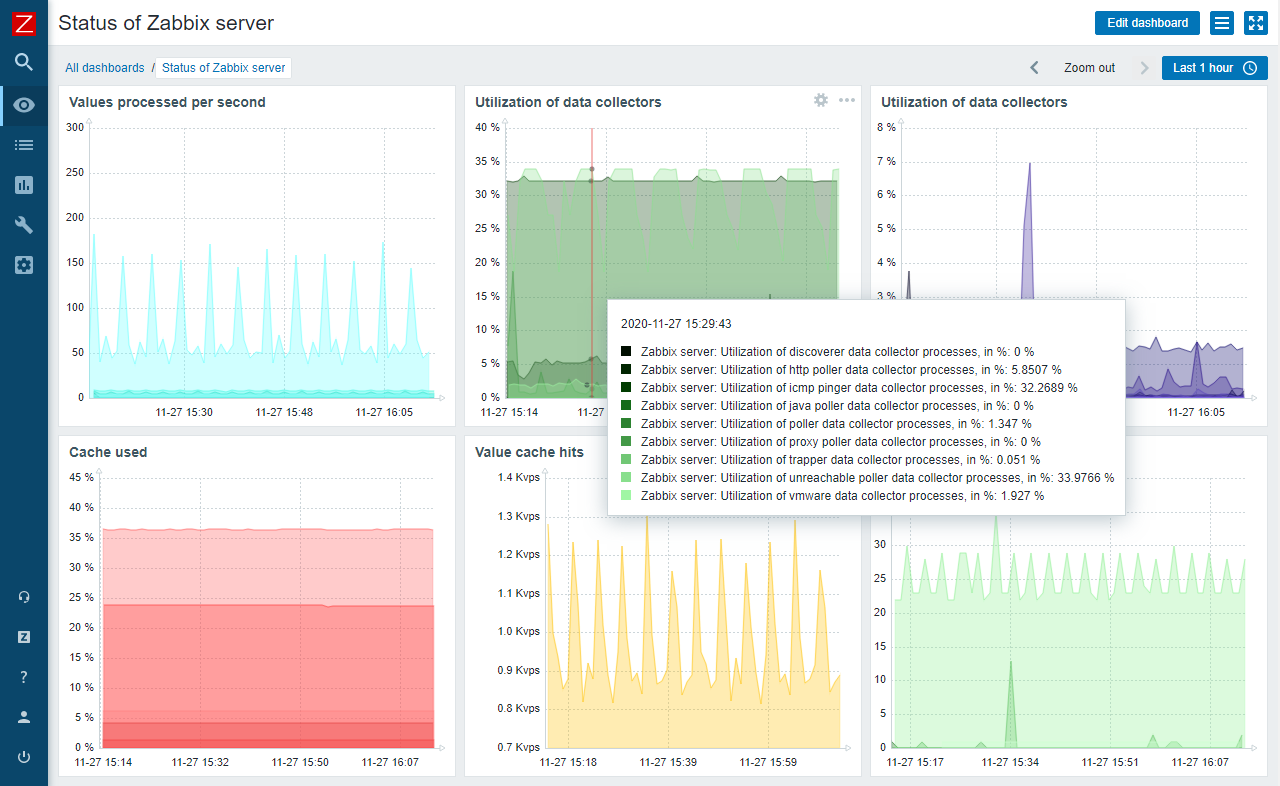 Z
Status of Zabbix server
Edit dashboard
All dashboards / Status of Zabbix server
Zoom out
Last 1 hour
Values processed per second
300
250
200
150
100
50
0
11-27 15:30 11-27 15:48 11-27 16:05
Utilization of data collectors
40 %
35 %
30 %
25 %
20 %
15 %
10 %
5 %
0 %
11-27 15:14 11-27
Utilization of data collectors
8 %
7 %
6 %
5 %
4 %
3 %
11-27 16:05
2020-11-27 15:29:43
Zabbix server: Utilization of discoverer data collector processes, in %: 0 %
Zabbix server: Utilization of http poller data collector processes, in %: 5.8507 %
Zabbix server: Utilization of icmp pinger data collector processes, in %: 32.2689 %
Zabbix server: Utilization of java poller data collector processes, in %: 0 %
Zabbix server: Utilization of poller data collector processes, in %: 1.347 %
Zabbix server: Utilization of proxy poller data collector processes, in %: 0 %
Zabbix server: Utilization of trapper data collector processes, in %: 0.051 %
Zabbix server: Utilization of unreachable poller data collector processes, in %: 33.9766 %
Zabbix server: Utilization of vmware data collector processes, in %: 1.927 %
Cache used
45 %
40 %
35 %
30 %
25 %
20 %
15 %
10 %
5 %
0 %
11-27 15:14 11-27 15:32 11-27 15:50 11-27 16:07
Value cache hits
1.4 Kvps
1.3 Kvps
1.2 Kvps
1.1 Kvps
1.0 Kvps
0.9 Kvps
0.8 Kvps
0.7 Kvps
11-27 15:18 11-27 15:39 11-27 15:59
30
25
20
15
10
5
0
11-27 15:17 11-27 15:34 11-27 15:51 11-27 16:07
Z
?